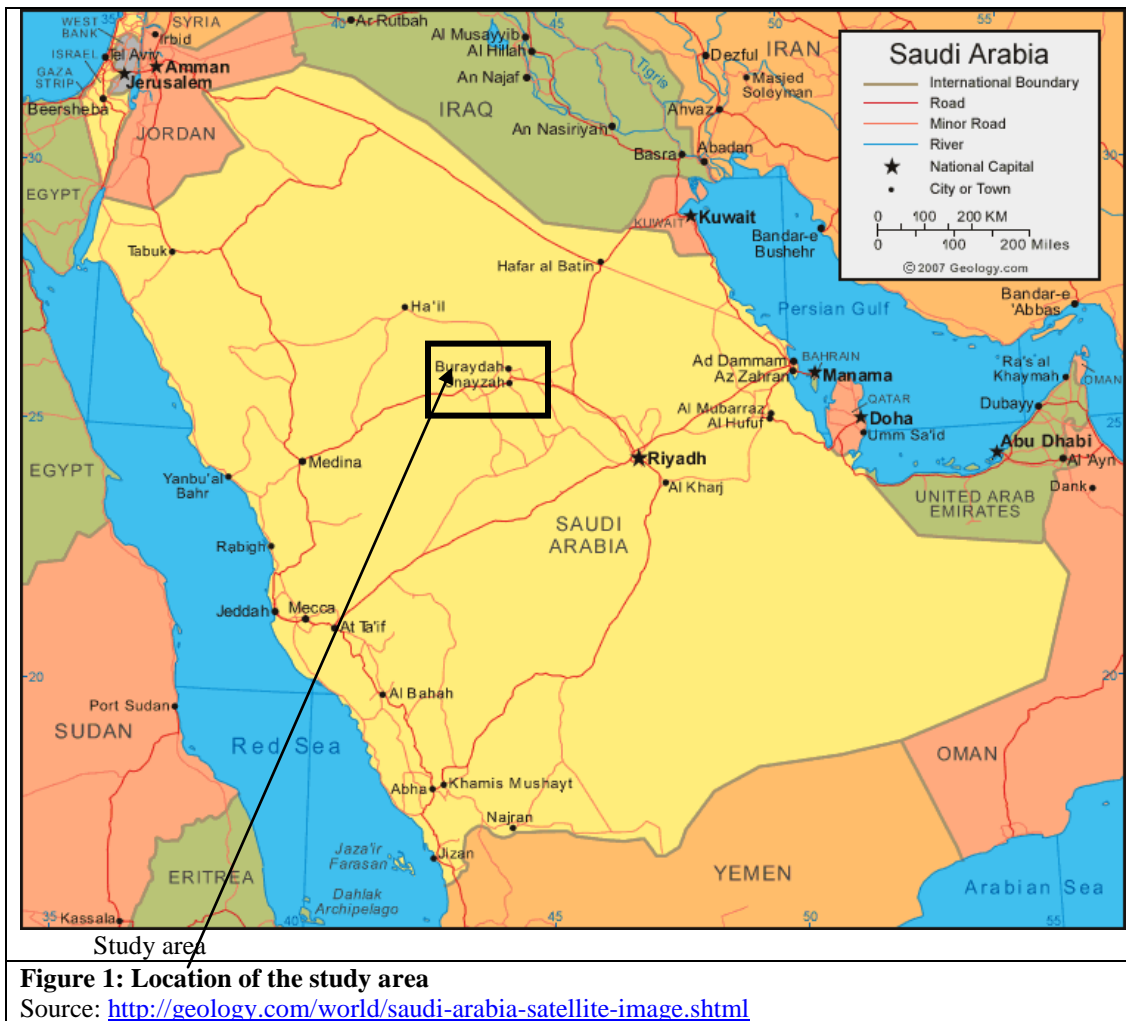 WEST
BANK
35
SYRIA
40
Ar Rutbah
45
50
55
Irbid
ISRAEL
Tel Aviv
Amman
Jerusalem
GAZA
STRIP
Beersheba
JORDAN
EGYPT
Al Musayyib
Al Hillah
An Najaf
IRAQ
Tigris
An Nasiriyah
Basra
Dezful
IRAN
Masjed
Soleyman
Ahvaz
Abadan
30
30
Saudi Arabia
International Boundary
Road
Minor Road
River
National Capital
City or Town
0 100 200 KM
0 100 200 Miles
© 2007 Geology.com
KUWAIT
Kuwait
Bandar-e
Bushehr
Tabuk
Hafar al Batin
Ha'il
Persian Gulf
Bandar-e
'Abbas
Buraydah
Unayzah
Ad Dammam
Az Zahran
BAHRAIN
Manama
Ra's al
Khaymah
OMAN
QATAR
Doha
Umm Sa'id
Dubayy
25
25
Al Mubarraz
Al Hufuf
Abu Dhabi
Al 'Ayn
Dank
EGYPT
Yanbu'al
Bahr
Medina
Riyadh
Al Kharj
UNITED ARAB
EMIRATES
SAUDI
ARABIA
Rabigh
Jeddah
Mecca
At Ta'if
20
20
Al Bahah
Port Sudan
SUDAN
Red Sea
OMAN
Abha
Khamis Mushayt
Najran
Jaza'ir
Farasan
Jizan
ERITREA
Dahlak
Archipelago
YEMEN
Arabian Sea
Kassala
35
40
45
50
55
Study area
Figure 1: Location of the study area
Source: http://geology.com/world/saudi-arabia-satellite-image.shtml